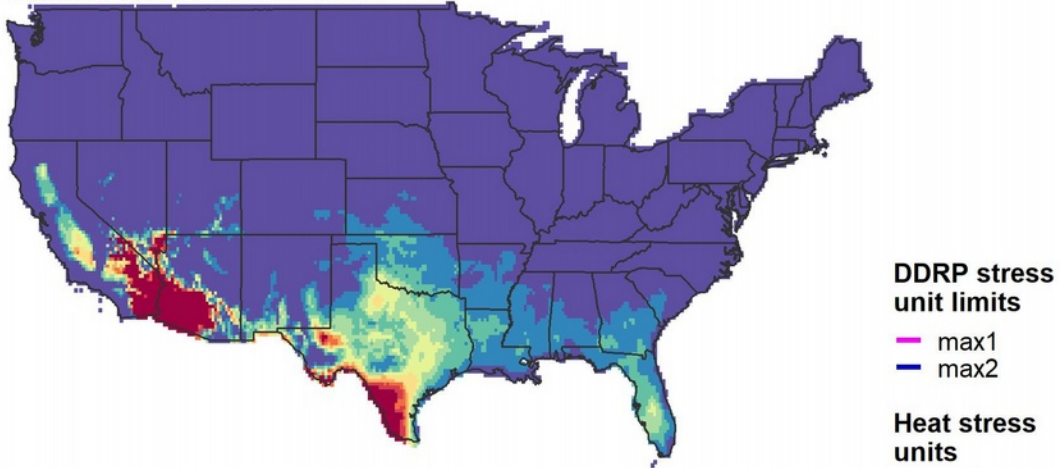 DDRP stress
unit limits
max1
max2
Heat stress
units